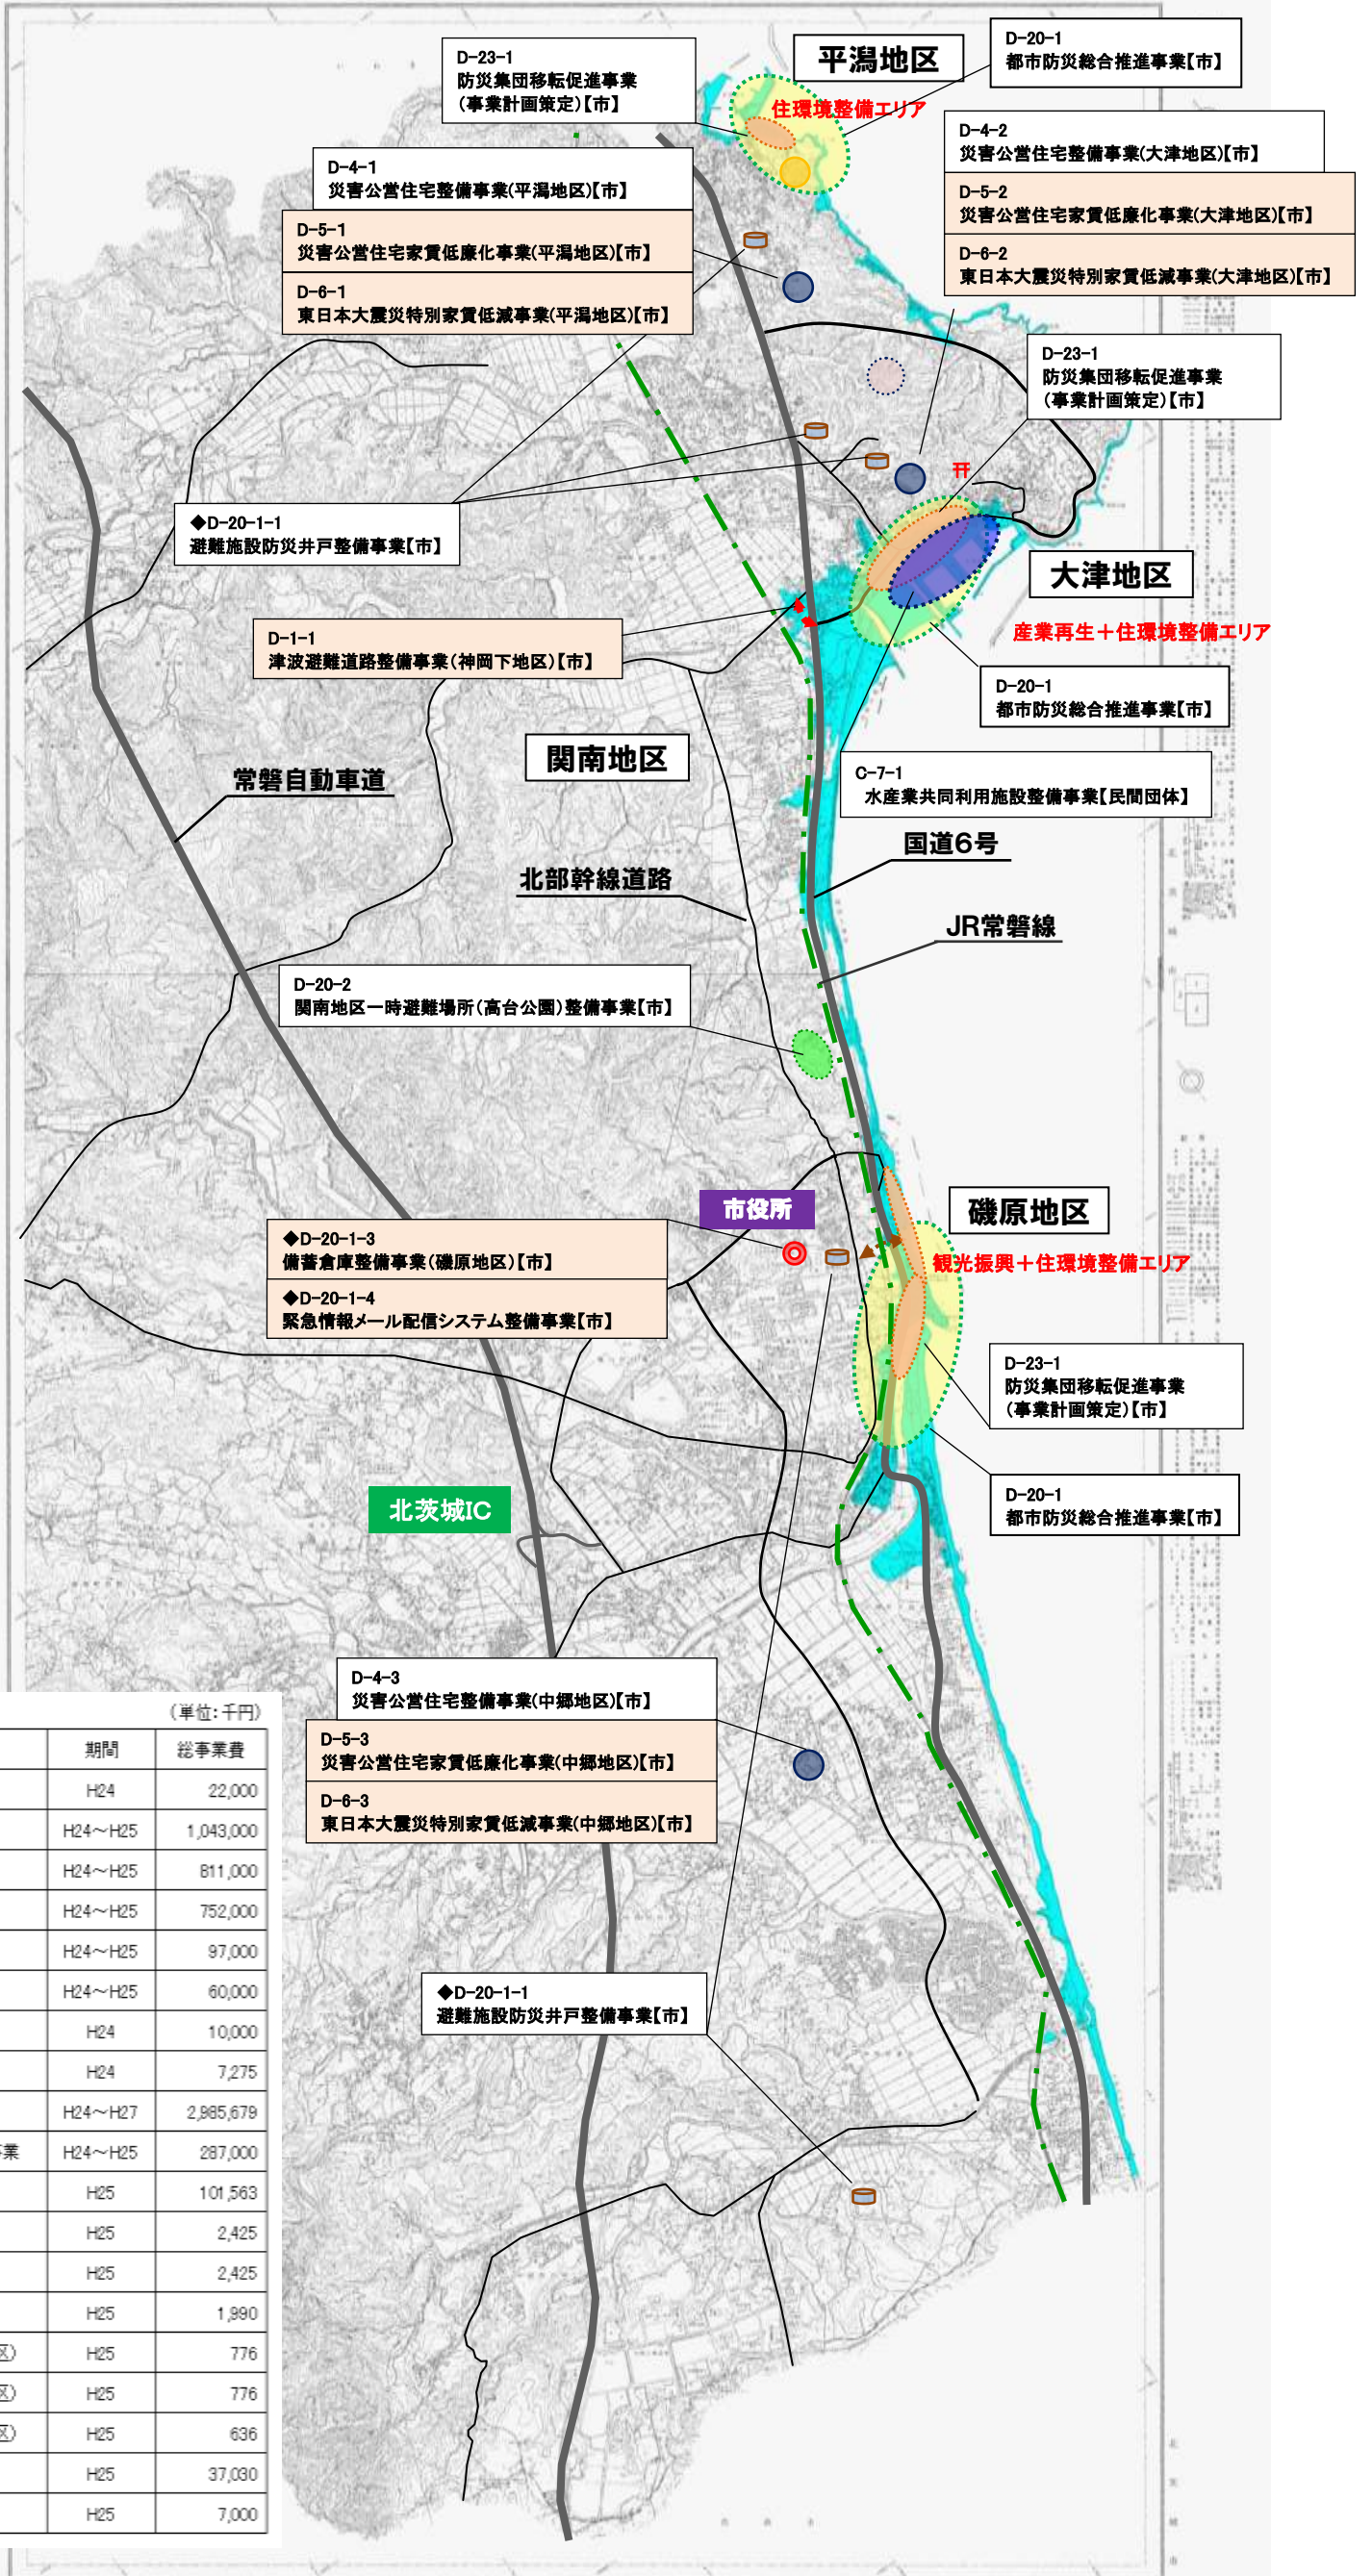 平潟地区
D-20-1
都市防災総合推進事業【市】
D-23-1
防災集団移転促進事業
(事業計画策定)【市】
住環境整備エリア
D-4-2
災害公営住宅整備事業(大津地区)【市】
D-5-2
災害公営住宅家賃低廉化事業(大津地区)【市】
D-6-2
東日本大震災特別家賃低減事業(大津地区)【市】
D-4-1
災害公営住宅整備事業(平潟地区)【市】
D-5-1
災害公営住宅家賃低廉化事業(平潟地区)【市】
D-6-1
東日本大震災特別家賃低減事業(平潟地区)【市】
D-23-1
防災集団移転促進事業
(事業計画策定)【市】
◆D-20-1-1
避難施設防災井戸整備事業【市】
大津地区
産業再生＋住環境整備エリア
D-1-1
津波避難道路整備事業(神岡下地区)【市】
D-20-1
都市防災総合推進事業【市】
関南地区
C-7-1
水産業共同利用施設整備事業【民間団体】
常磐自動車道
国道6号
北部幹線道路
JR常磐線
D-20-2
関南地区一時避難場所(高台公園)整備事業【市】
市役所
磯原地区
◆D-20-1-3
備蓄倉庫整備事業(磯原地区)【市】
◆D-20-1-4
緊急情報メール配信システム整備事業【市】
観光振興＋住環境整備エリア
D-23-1
防災集団移転促進事業
(事業計画策定)【市】
D-20-1
都市防災総合推進事業【市】
北茨城IC
D-4-3
災害公営住宅整備事業(中郷地区)【市】
D-5-3
災害公営住宅家賃低廉化事業(中郷地区)【市】
D-6-3
東日本大震災特別家賃低減事業(中郷地区)【市】
◆D-20-1-1
避難施設防災井戸整備事業【市】
(単位:千円)
期間 総事業費
H24 22,000
H24～H25 1,043,000
H24～H25 811,000
H24～H25 752,000
H24～H25 97,000
H24～H25 60,000
H24 10,000
H24 7,275
H24～H27 2,985,679
業 H24～H25 287,000
H25 101,563
H25 2,425
H25 2,425
H25 1,990
区) H25 776
区) H25 776
区) H25 636
H25 37,030
H25 7,000